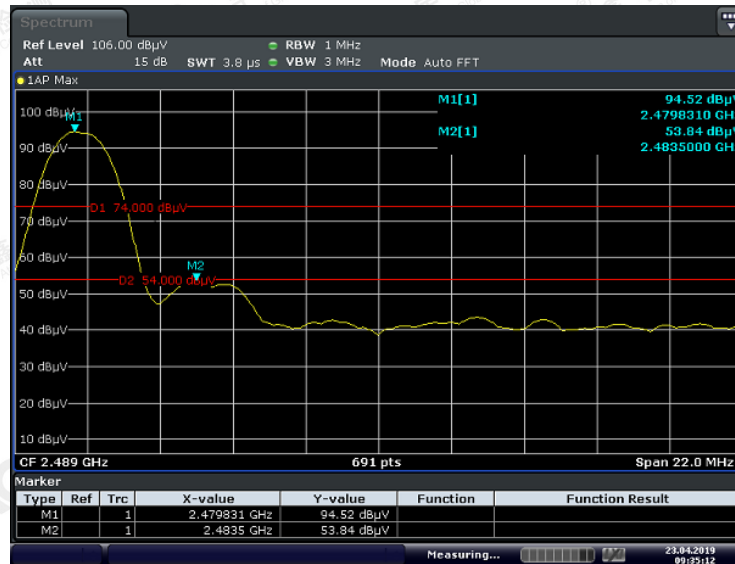 Spectrum
Ref Level 106.00 dBµV RBW 1 MHz
Att 15 dB SWT 3.8 µs VBW 3 MHz Mode Auto FFT
1AP Max
M1[1] 94.52 dBµV
2.4798310 GH
M2[1] 53.84 dBµV
2.4835000 GH
100 dBµV
M1
90 dBµV
80 dBµV
D1 74.000 dBµV
70 dBµV
60 dBµV
M2
D2 54.000 dBµV
50 dBµV
40 dBµV
30 dBµV
20 dBµV
10 dBµV
CF 2.489 GHz 691 pts Span 22.0 MHz
Marker
Type Ref Trc X-value Y-value Function Function Result
M1 1 2.479831 GHz 94.52 dBµV
M2 1 2.4835 GHz 53.84 dBµV
Measuring... 23.04.2019
09:35:12